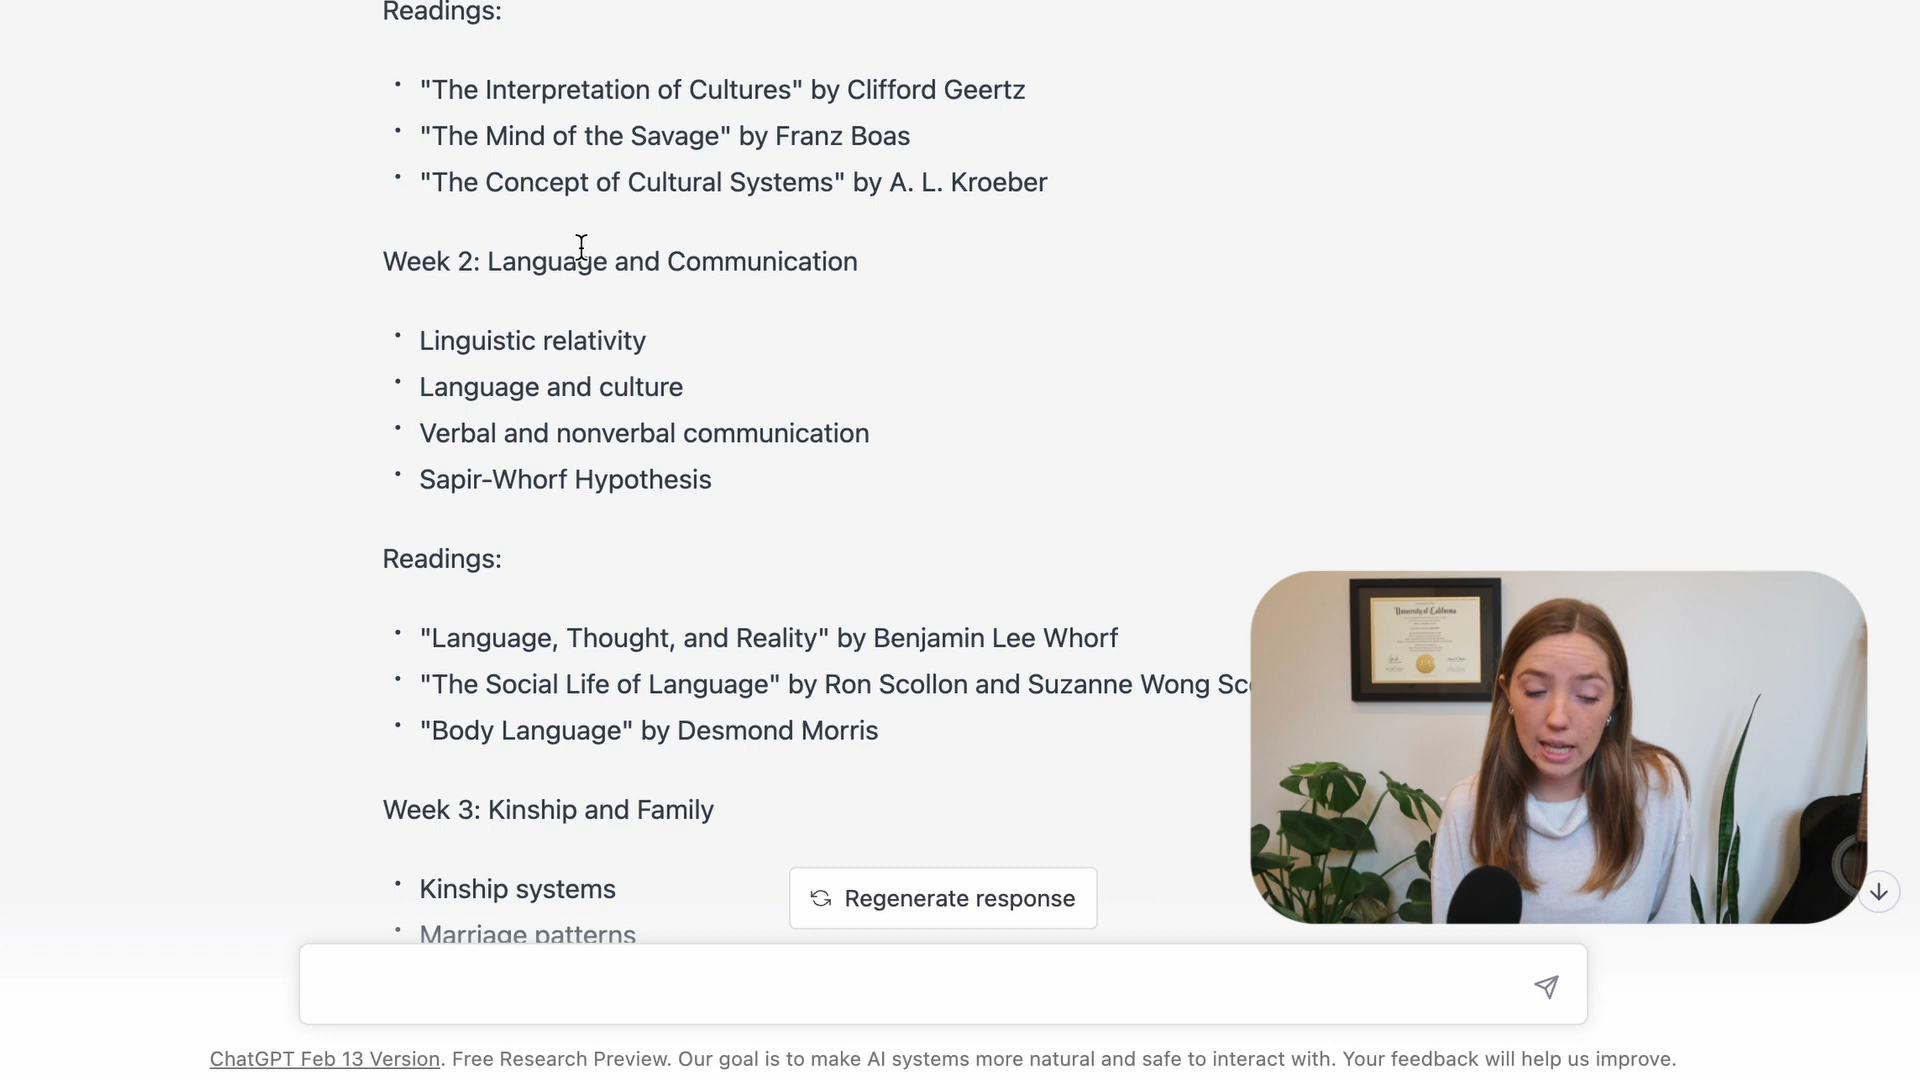 Readings:
• "The Interpretation of Cultures" by Clifford Geertz
• "The Mind of the Savage" by Franz Boas
• "The Concept of Cultural Systems" by A. L. Kroeber
Week 2: Language and Communication
• Linguistic relativity
• Language and culture
• Verbal and nonverbal communication
• Sapir-Whorf Hypothesis
Readings:
• "Language, Thought, and Reality" by Benjamin Lee Whorf
• "The Social Life of Language" by Ron Scollon and Suzanne Wong Sc
• "Body Language" by Desmond Morris
Week 3: Kinship and Family
• Kinship systems
• Marriage patterns
Regenerate response
University of California
ChatGPT Feb 13 Version. Free Research Preview. Our goal is to make AI systems more natural and safe to interact with. Your feedback will help us improve.